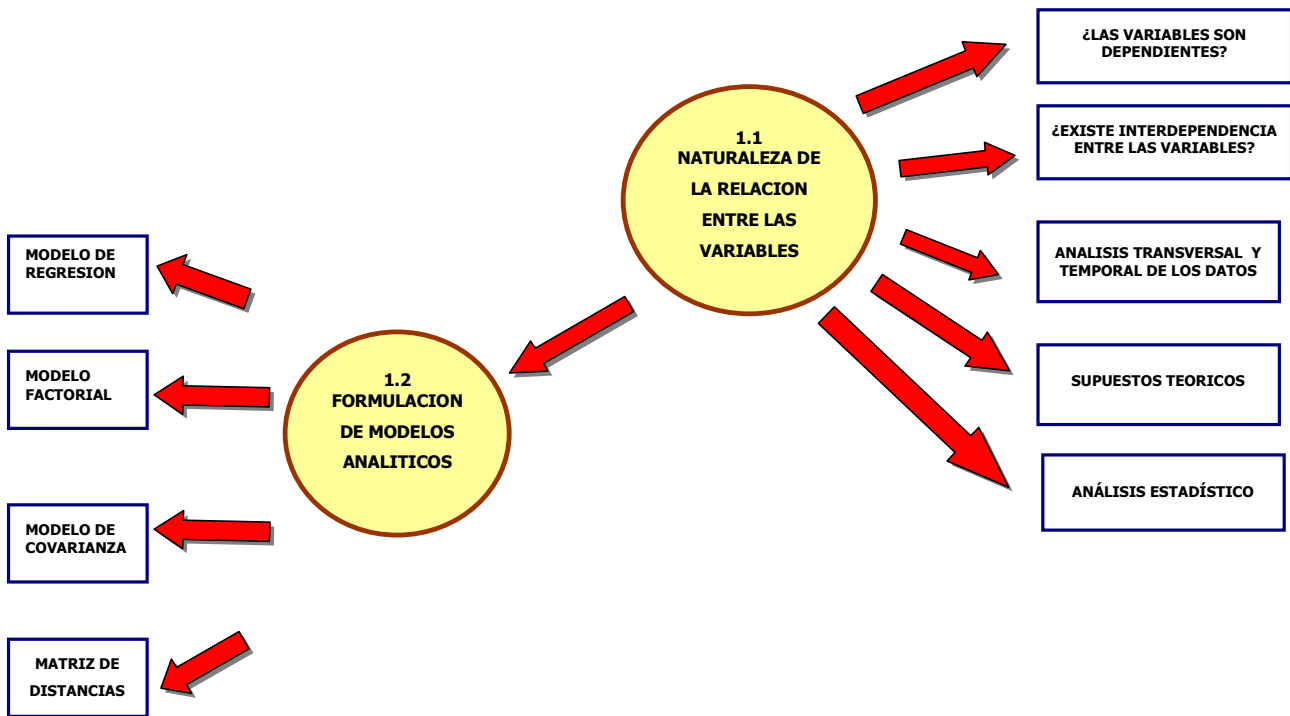 ¿LAS VARIABLES SON
DEPENDIENTES?
1.1
NATURALEZA DE
LA RELACION
ENTRE LAS
VARIABLES
¿EXISTE INTERDEPENDENCIA
ENTRE LAS VARIABLES?
ANALISIS TRANSVERSAL Y
TEMPORAL DE LOS DATOS
SUPUESTOS TEORICOS
ANÁLISIS ESTADÍSTICO
1.2
FORMULACION
DE MODELOS
ANALITICOS
MODELO DE
REGRESION
MODELO
FACTORIAL
MODELO DE
COVARIANZA
MATRIZ DE
DISTANCIAS